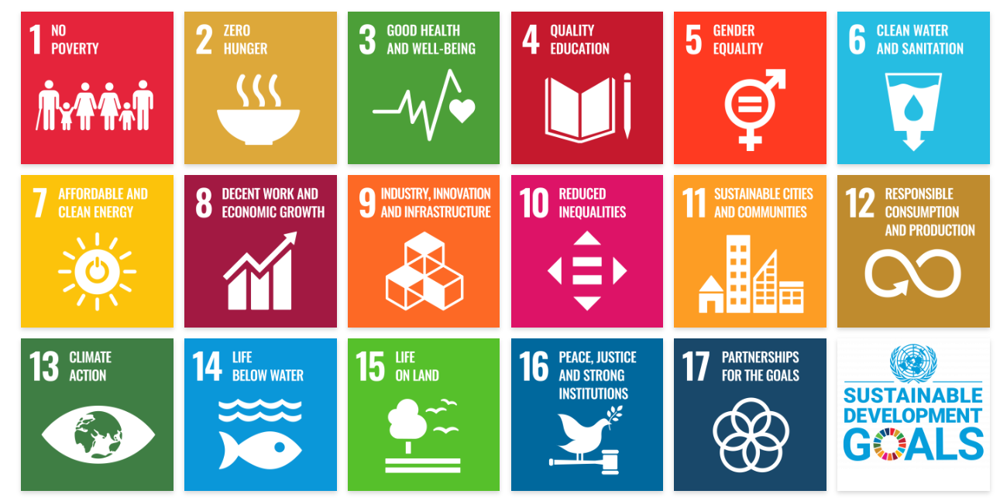 1 NO
POVERTY
2 ZERO
HUNGER
3 GOOD HEALTH
AND WELL-BEING
4 QUALITY
EDUCATION
5 GENDER
EQUALITY
6 CLEAN WATER
AND SANITATION
7 AFFORDABLE AND
CLEAN ENERGY
8 DECENT WORK AND
ECONOMIC GROWTH
9 INDUSTRY, INNOVATION
AND INFRASTRUCTURE
10 REDUCED
INEQUALITIES
11 SUSTAINABLE CITIES
AND COMMUNITIES
12 RESPONSIBLE
CONSUMPTION
AND PRODUCTION
13 CLIMATE
ACTION
14 LIFE
BELOW WATER
15 LIFE
ON LAND
16 PEACE, JUSTICE
AND STRONG
INSTITUTIONS
17 PARTNERSHIPS
FOR THE GOALS
SUSTAINABLE
DEVELOPMENT
GOALS